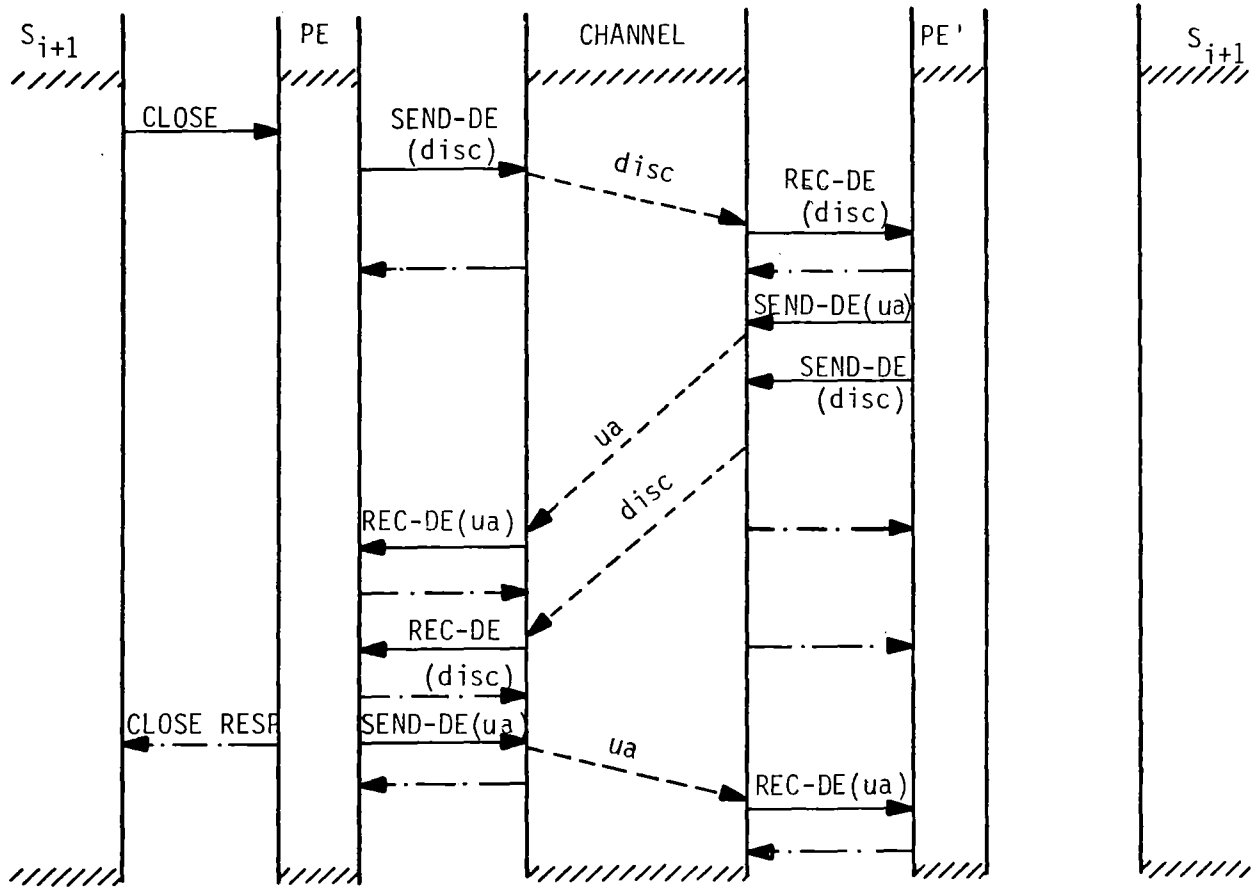 S_{i+1} PE CHANNEL PE' S_{i+1}
CLOSE
SEND-DE
(disc)
disc
REC-DE
(disc)
SEND-DE(ua)
SEND-DE
(disc)
ua
disc
REC-DE(ua)
REC-DE
(disc)
CLOSE RESP
SEND-DE(ua)
ua
REC-DE(ua)